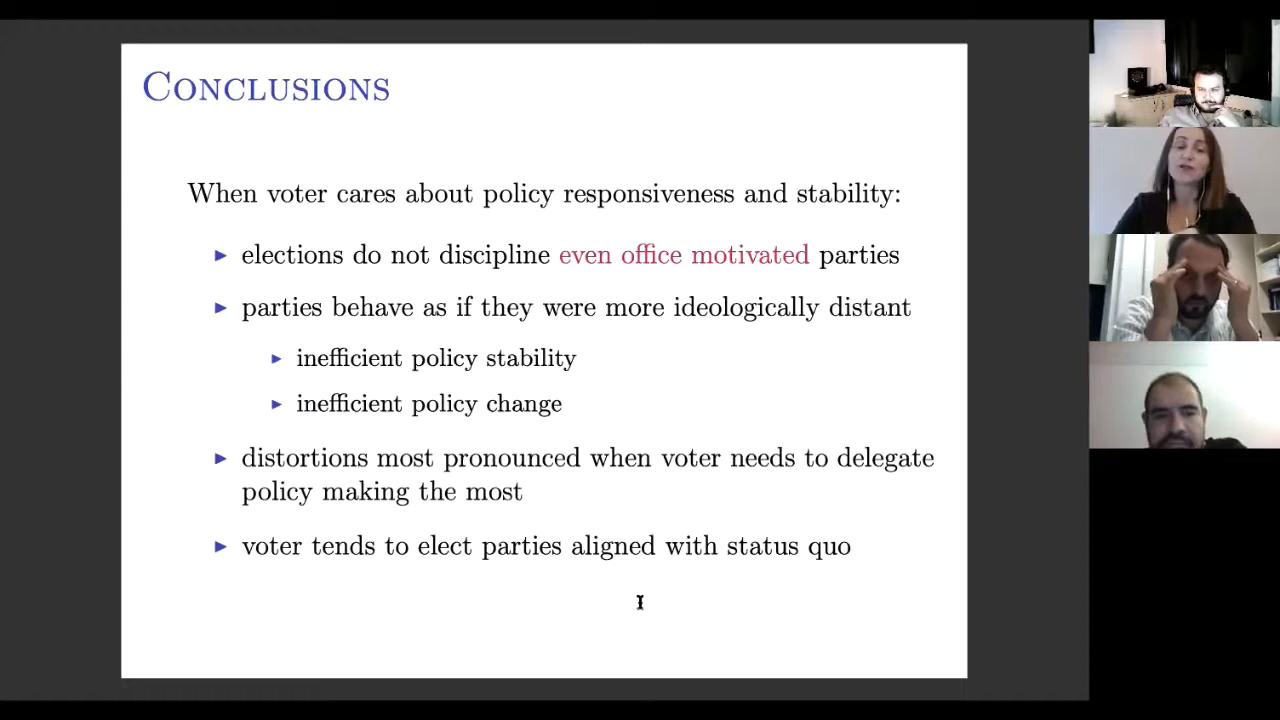 Conclusions
When voter cares about policy responsiveness and stability:
elections do not discipline even office motivated parties
parties behave as if they were more ideologically distant
inefficient policy stability
inefficient policy change
distortions most pronounced when voter needs to delegate
policy making the most
voter tends to elect parties aligned with status quo